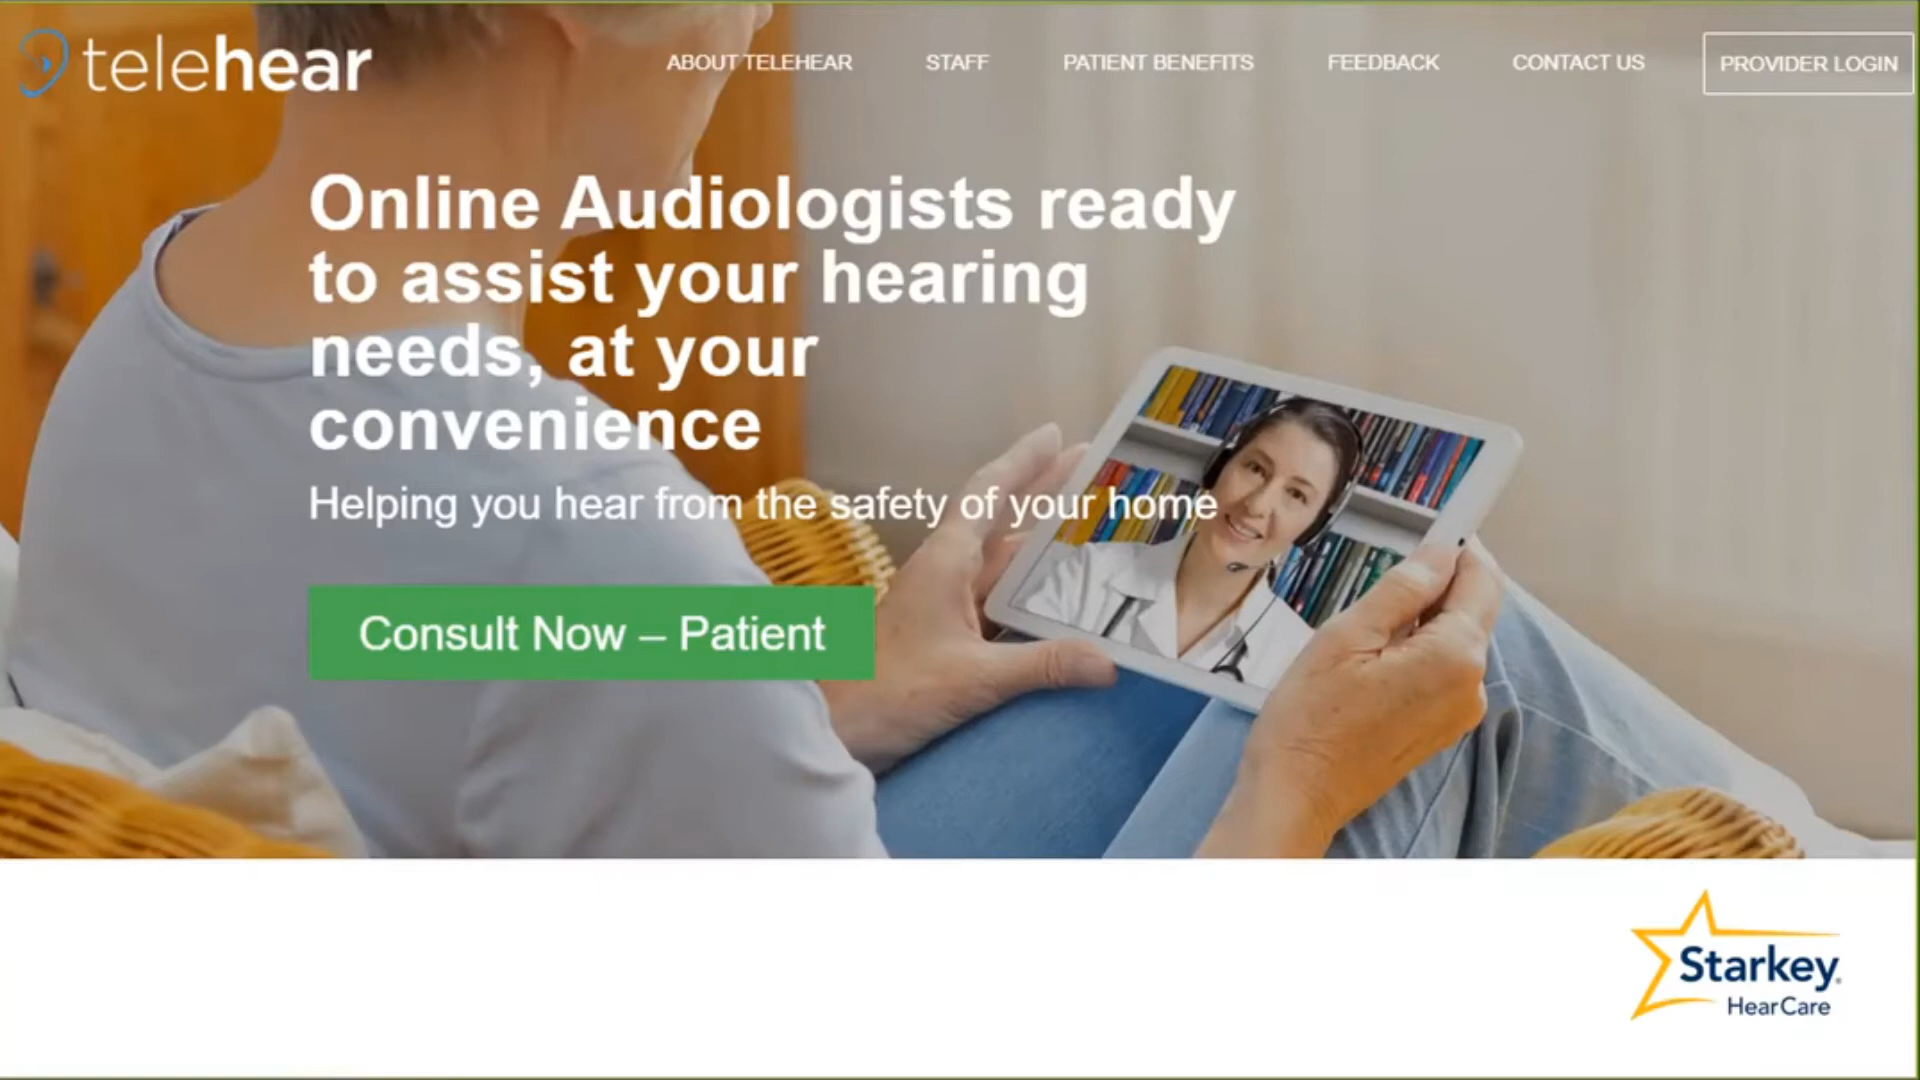 telehear
ABOUT TELEHEAR
STAFF
PATIENT BENEFITS
FEEDBACK
CONTACT US
PROVIDER LOGIN
Online Audiologists ready
to assist your hearing
needs, at your
convenience
Helping you hear from the safety of your home
Consult Now – Patient
Starkey
HearCare